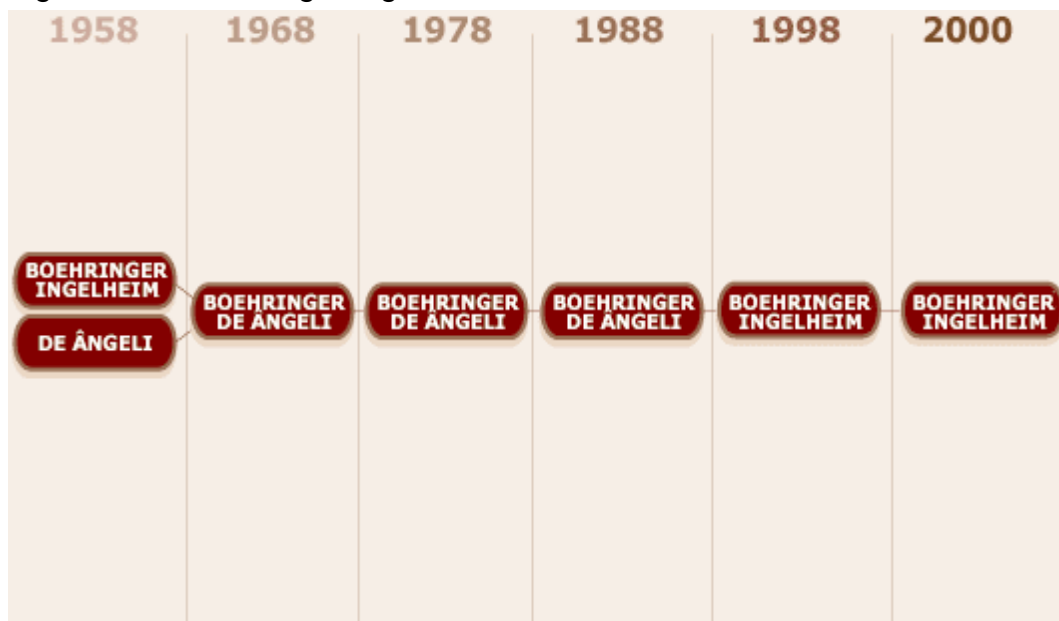 1958 1968 1978 1988 1998 2000
BOEHRINGER
INGELHEIM
DE ÂNGELI
BOEHRINGER
DE ÂNGELI
BOEHRINGER
DE ÂNGELI
BOEHRINGER
DE ÂNGELI
BOEHRINGER
INGELHEIM
BOEHRINGER
INGELHEIM